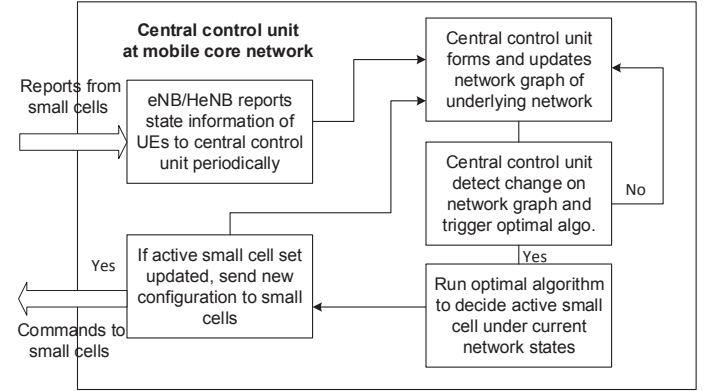 Central control unit
at mobile core network
Reports from
small cells
eNB/HeNB reports
state information of
UEs to central control
unit periodically
Central control unit
forms and updates
network graph of
underlying network
Central control unit
detect change on
network graph and
trigger optimal algo.
No
Yes
Run optimal algorithm
to decide active small
cell under current
network states
If active small cell set
updated, send new
configuration to small
cells
Yes
Commands to
small cells